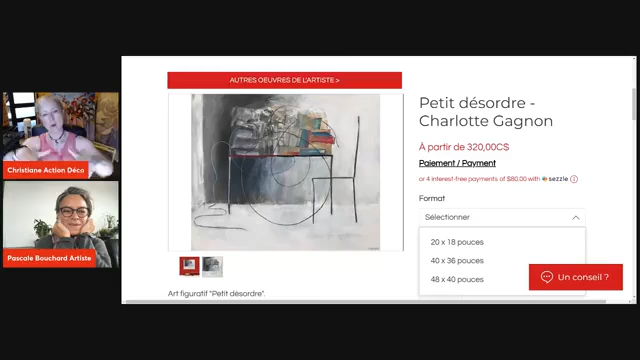 AUTRES OEUVRES DE L'ARTISTE >
Petit désordre -
Charlotte Gagnon
À partir de 320,00C$
Paiement / Payment
or 4 interest-free payments of $80.00 with sezzle
Format
Sélectionner
20 x 18 pouces
40 x 36 pouces
48 x 40 pouces
Un conseil ?
Art figuratif "Petit désordre".
Christiane Action Déco
Pascale Bouchard Artiste